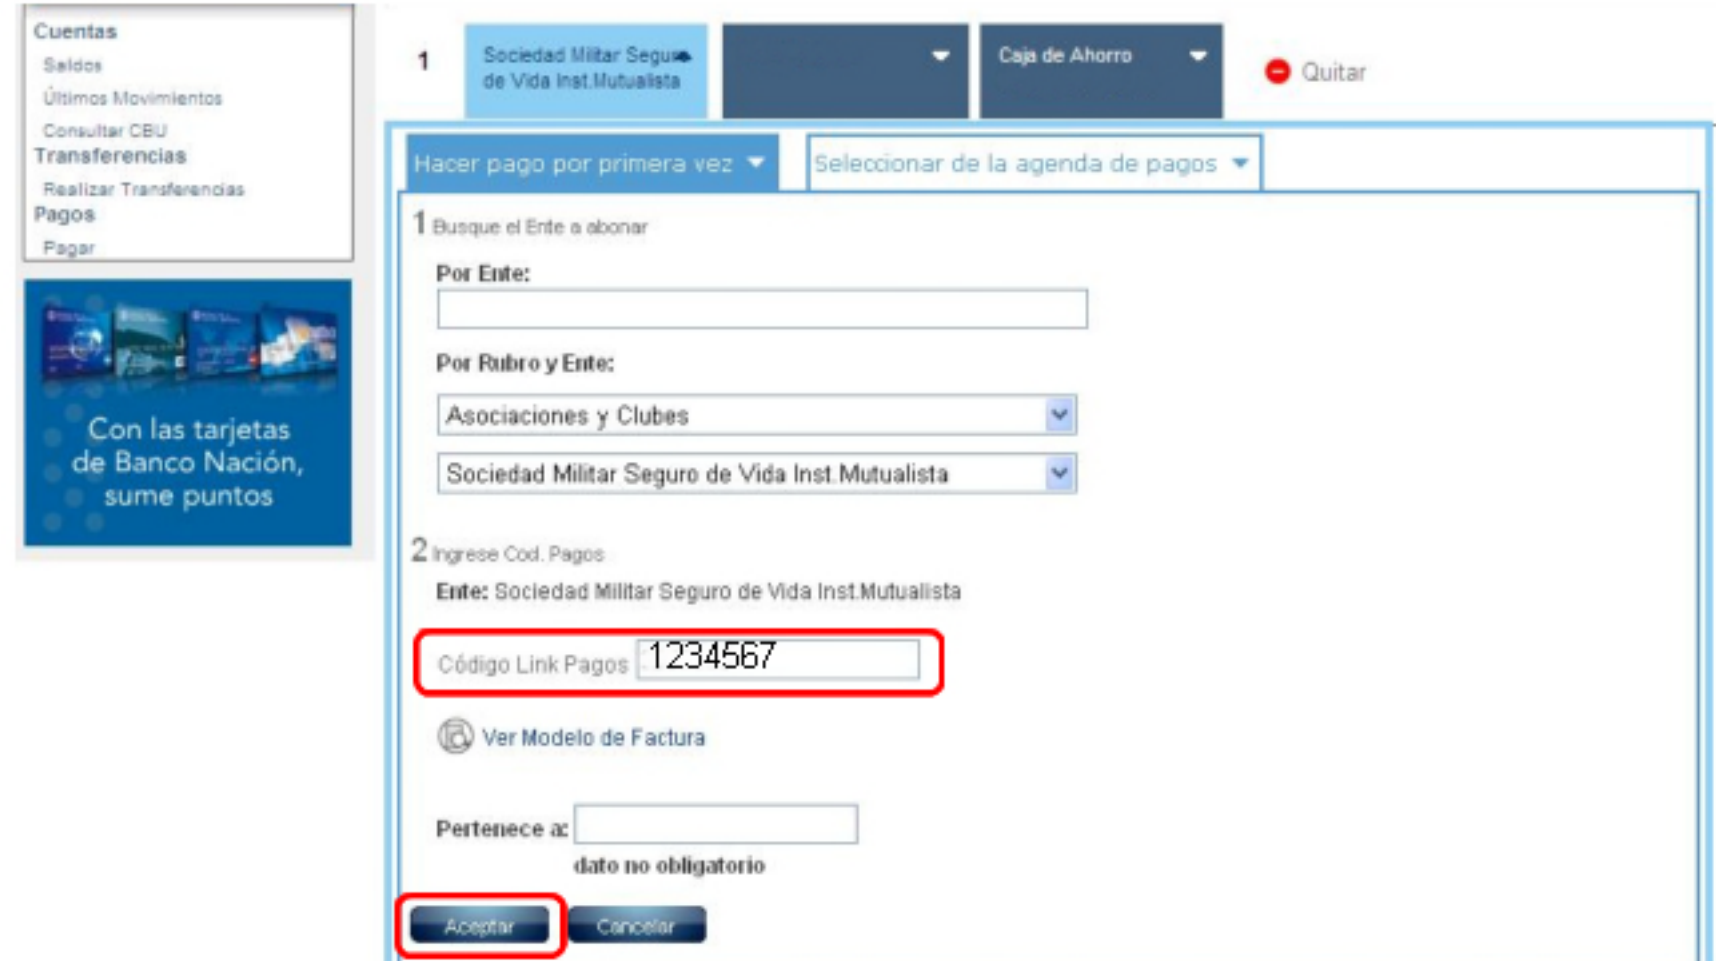 Cuentas
Saldos
Últimos Movimientos
Consultar CBU
Transferencias
Realizar Transferencias
Pagos
Pagar
Con las tarjetas
de Banco Nación,
sume puntos
1
Sociedad Militar Seguro
de Vida Inst.Mutualista
Caja de Ahorro
Quitar
Hacer pago por primera vez
Seleccionar de la agenda de pagos
1 Busque el Ente a abonar
Por Ente:
Por Rubro y Ente:
Asociaciones y Clubes
Sociedad Militar Seguro de Vida Inst.Mutualista
2 Ingrese Cod. Pagos
Ente: Sociedad Militar Seguro de Vida Inst.Mutualista
Código Link Pagos 1234567
Ver Modelo de Factura
Pertenece a:
dato no obligatorio
Aceptar Cancelar